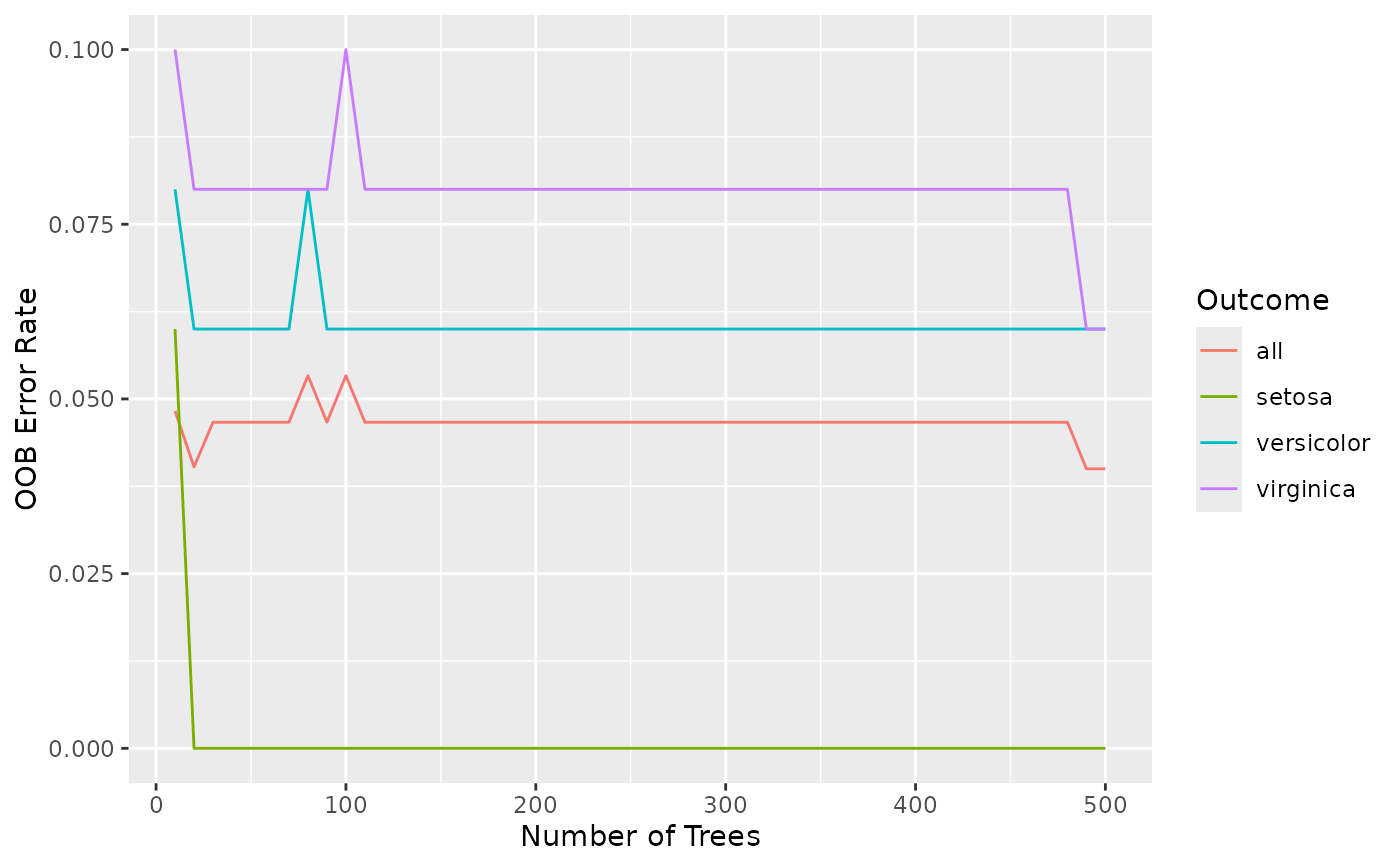 OOB Error Rate
0.100
0.075
0.050
0.025
0.000
0 100 200 300 400 500
Number of Trees
Outcome
all
setosa
versicolor
virginica